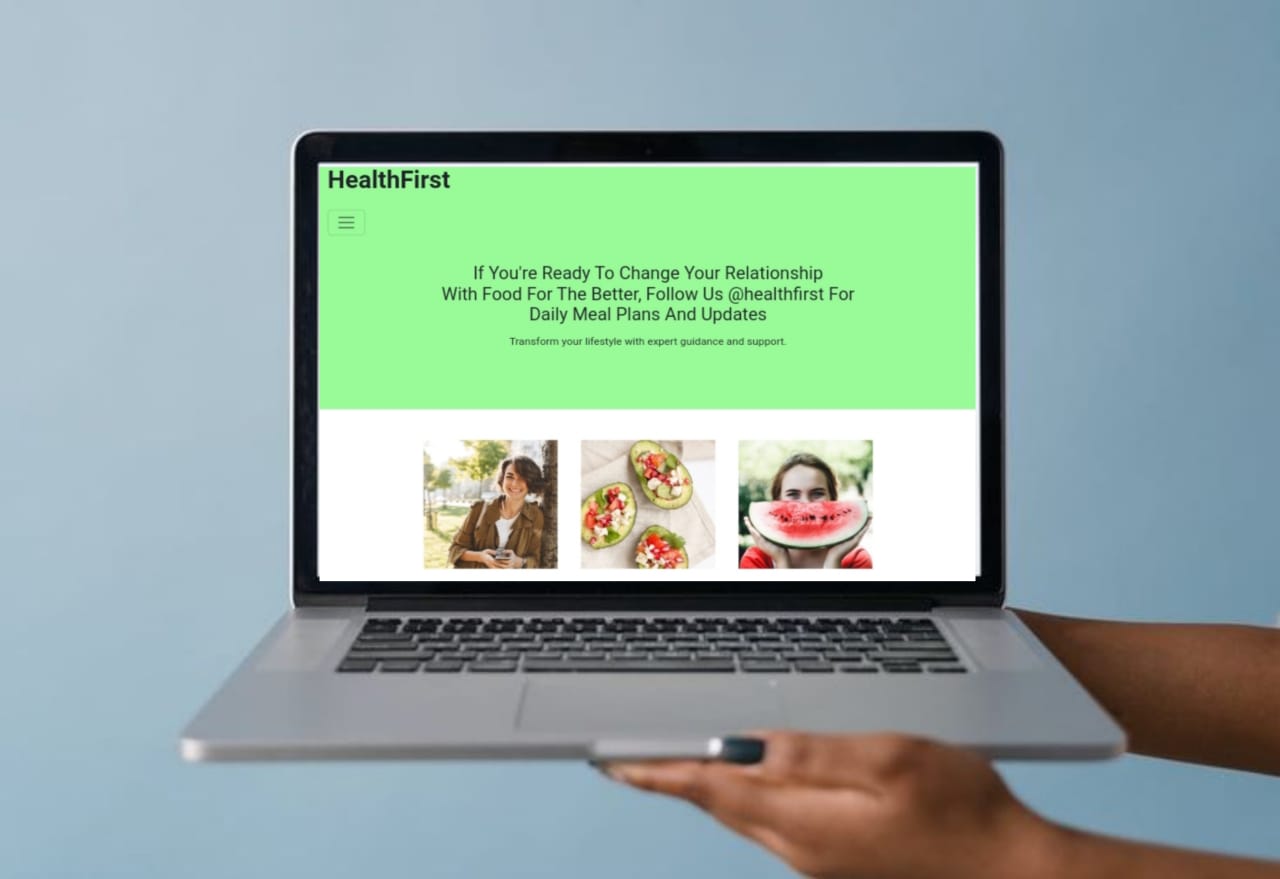 HealthFirst
If You're Ready To Change Your Relationship
With Food For The Better, Follow Us @healthfirst For
Daily Meal Plans And Updates
Transform your lifestyle with expert guidance and support.